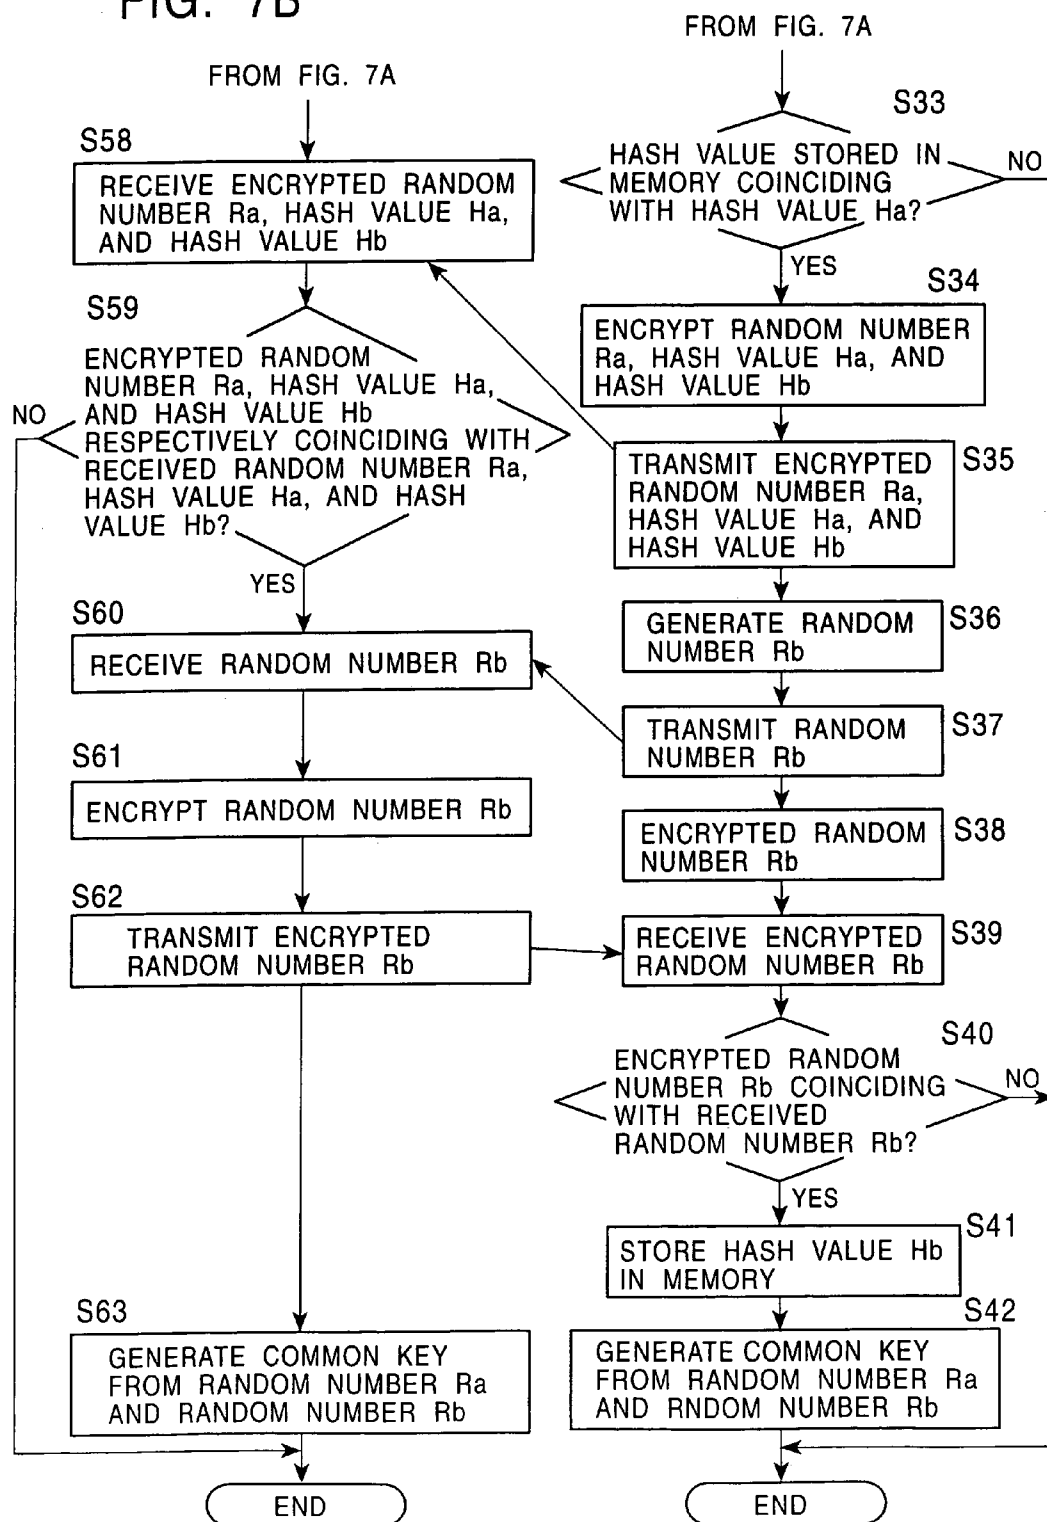 FIG. 7B
FROM FIG. 7A
S58
RECEIVE ENCRYPTED RANDOM
NUMBER Ra, HASH VALUE Ha,
AND HASH VALUE Hb
S59
ENCRYPTED RANDOM
NUMBER Ra, HASH VALUE Ha,
AND HASH VALUE Hb
RESPECTIVELY COINCIDING WITH
RECEIVED RANDOM NUMBER Ra,
HASH VALUE Ha, AND HASH
VALUE Hb?
NO
YES
S60
RECEIVE RANDOM NUMBER Rb
S61
ENCRYPT RANDOM NUMBER Rb
S62
TRANSMIT ENCRYPTED
RANDOM NUMBER Rb
S63
GENERATE COMMON KEY
FROM RANDOM NUMBER Ra
AND RANDOM NUMBER Rb
END
FROM FIG. 7A
S33
HASH VALUE STORED IN
MEMORY COINCIDING
WITH HASH VALUE Ha?
NO
YES
S34
ENCRYPT RANDOM NUMBER
Ra, HASH VALUE Ha, AND
HASH VALUE Hb
S35
TRANSMIT ENCRYPTED
RANDOM NUMBER Ra,
HASH VALUE Ha, AND
HASH VALUE Hb
S36
GENERATE RANDOM
NUMBER Rb
S37
TRANSMIT RANDOM
NUMBER Rb
S38
ENCRYPTED RANDOM
NUMBER Rb
S39
RECEIVE ENCRYPTED
RANDOM NUMBER Rb
S40
ENCRYPTED RANDOM
NUMBER Rb COINCIDING
WITH RECEIVED
RANDOM NUMBER Rb?
NO
YES
S41
STORE HASH VALUE Hb
IN MEMORY
S42
GENERATE COMMON KEY
FROM RANDOM NUMBER Ra
AND RNDOM NUMBER Rb
END